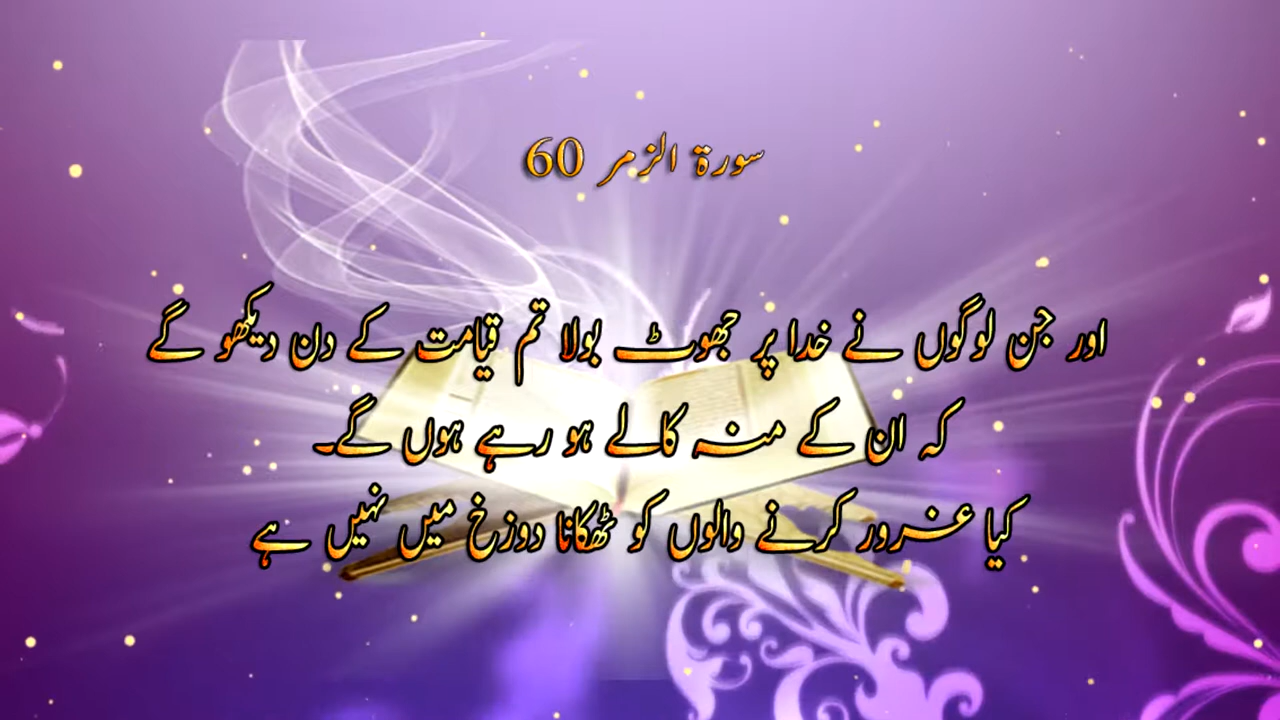 سورۃ الزمر 60
اور جن لوگوں نے خدا پر جھوٹ بولا تم قیامت کے دن دیکھو گے
کہ ان کے منہ کالے ہو رہے ہوں گے۔
کیا غرور کرنے والوں کو ٹھکانا دوزخ میں نہیں ہے